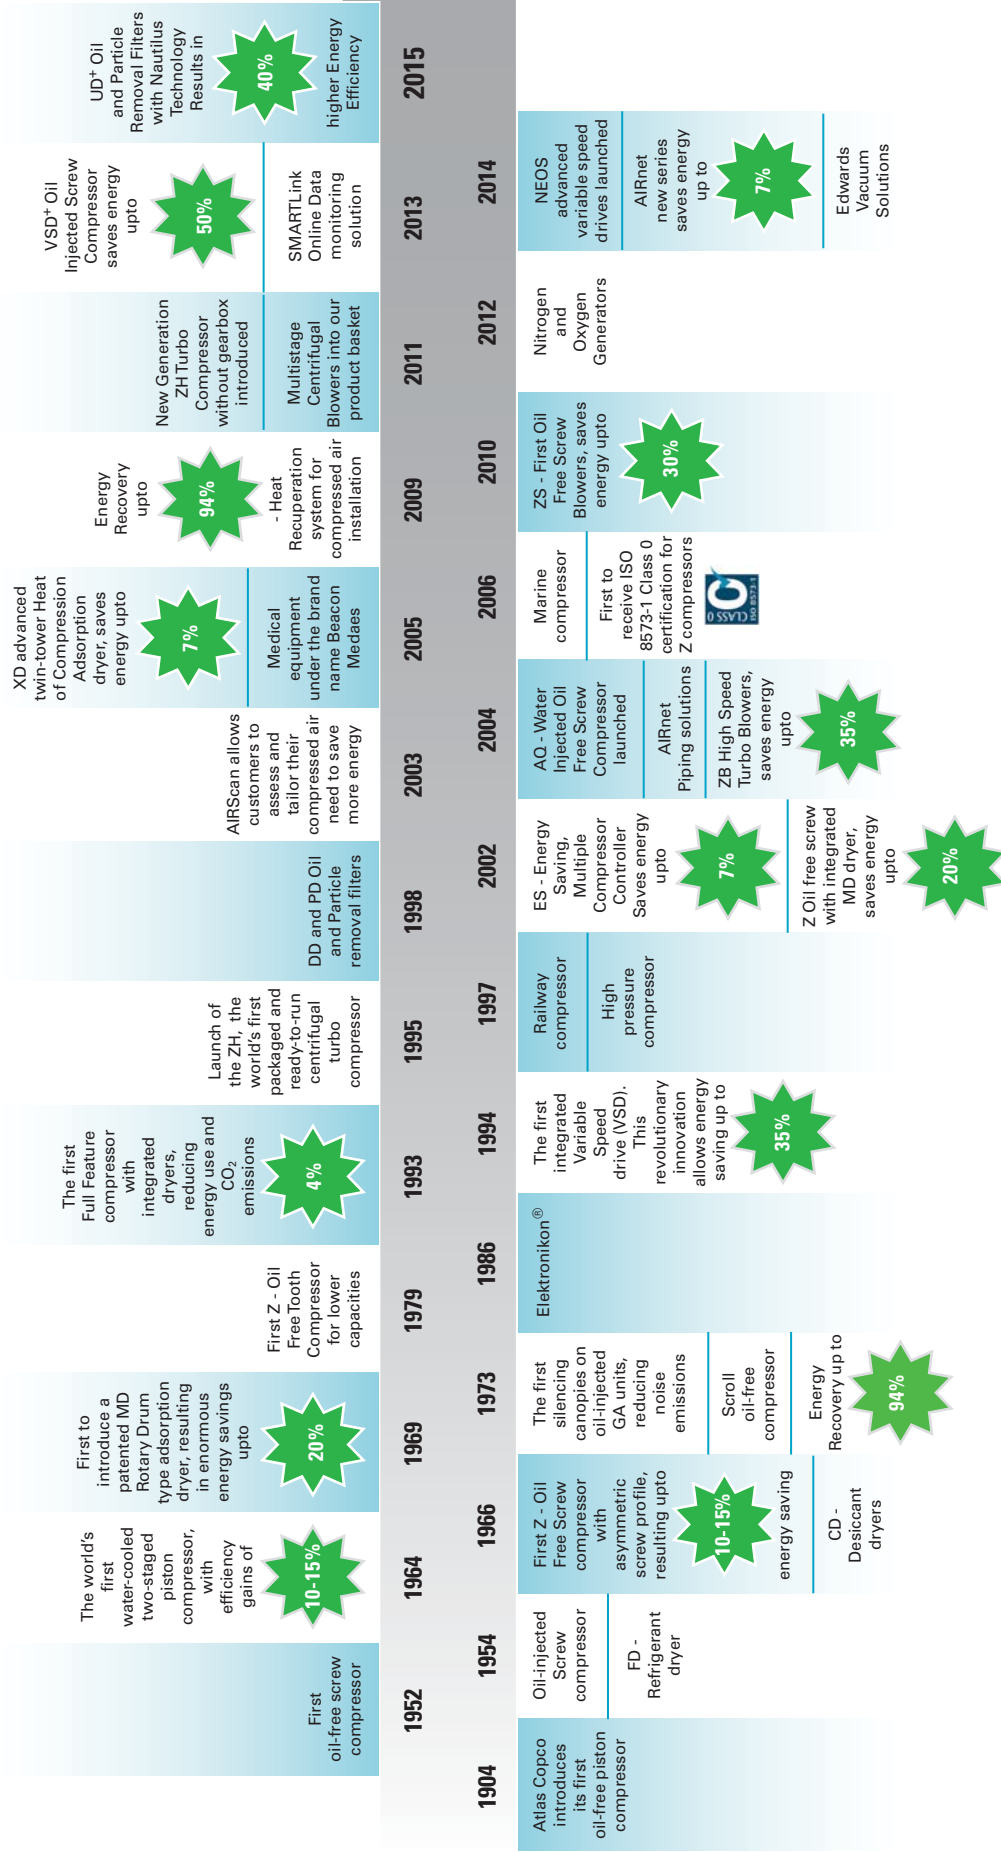 1904
Atlas Copco
introduces
its first
oil-free piston
compressor
1952
First
oil-free screw
compressor
1954
Oil-injected
Screw
compressor
FD -
Refrigerant
dryer
1964
The world's
first
water-cooled
two-staged
piston
compressor,
with
efficiency
gains of
10-15%
1966
First Z - Oil
Free Screw
compressor
with
asymmetric
screw profile,
resulting upto
10-15%
energy saving
CD -
Desiccant
dryers
1969
First to
introduce a
patented MD
Rotary Drum
type adsorption
dryer, resulting
in enormous
energy savings
upto
20%
1973
The first
silencing
canopies on
oil-injected
GA units,
reducing
noise
emissions
Scroll
oil-free
compressor
Energy
Recovery up to
94%
1979
First Z - Oil
Free Tooth
Compressor
for lower
capacities
1986
Elektronikon®
1993
The first
Full Feature
compressor
with
integrated
dryers,
reducing
energy use and
CO₂
emissions
4%
1994
The first
integrated
Variable
Speed
drive (VSD).
This
revolutionary
innovation
allows energy
saving up to
35%
1995
Launch of
the ZH, the
world's first
packaged and
ready-to-run
centrifugal
turbo
compressor
1997
Railway
compressor
High
pressure
compressor
1998
DD and PD Oil
and Particle
removal filters
2002
ES - Energy
Saving,
Multiple
Compressor
Controller
Saves energy
upto
7%
Z Oil free screw
with integrated
MD dryer,
saves energy
upto
20%
2003
AIRScan allows
customers to
assess and
tailor their
compressed air
need to save
more energy
2004
AQ - Water
Injected Oil
Free Screw
Compressor
launched
AIRnet
Piping solutions
ZB High Speed
Turbo Blowers,
saves energy
upto
35%
2005
XD advanced
twin-tower Heat
of Compression
Adsorption
dryer, saves
energy upto
7%
Medical
equipment
under the brand
name Beacon
Medaes
2006
Marine
compressor
First to
receive ISO
8573-1 Class 0
certification for
Z compressors
CLASS 0
ISO 8573-1
2009
Energy
Recovery
upto
94%
- Heat
Recuperation
system for
compressed air
installation
2010
ZS - First Oil
Free Screw
Blowers, saves
energy upto
30%
2011
New Generation
ZH Turbo
Compressor
without gearbox
introduced
Multistage
Centrifugal
Blowers into our
product basket
2012
Nitrogen
and
Oxygen
Generators
2013
VSD⁺ Oil
Injected Screw
Compressor
saves energy
upto
50%
SMARTLink
Online Data
monitoring
solution
2014
NEOS
advanced
variable speed
drives launched
AIRnet
new series
saves energy
up to
7%
Edwards
Vacuum
Solutions
2015
UD⁺ Oil
and Particle
Removal Filters
with Nautilus
Technology
Results in
40%
higher Energy
Efficiency